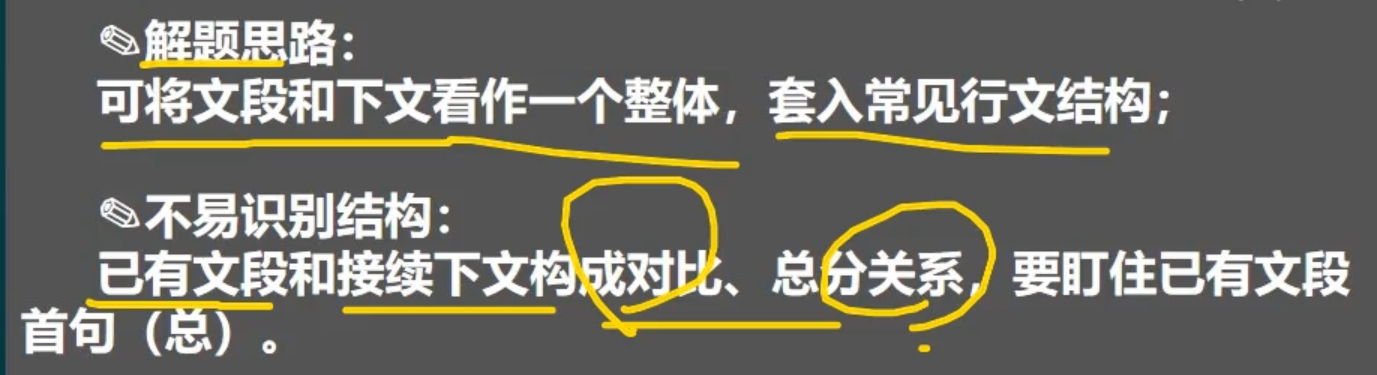 ✎解题思路：
可将文段和下文看作一个整体，套入常见行文结构；
✎不易识别结构：
已有文段和接续下文构成对比、总分关系，要盯住已有文段
首句（总）。